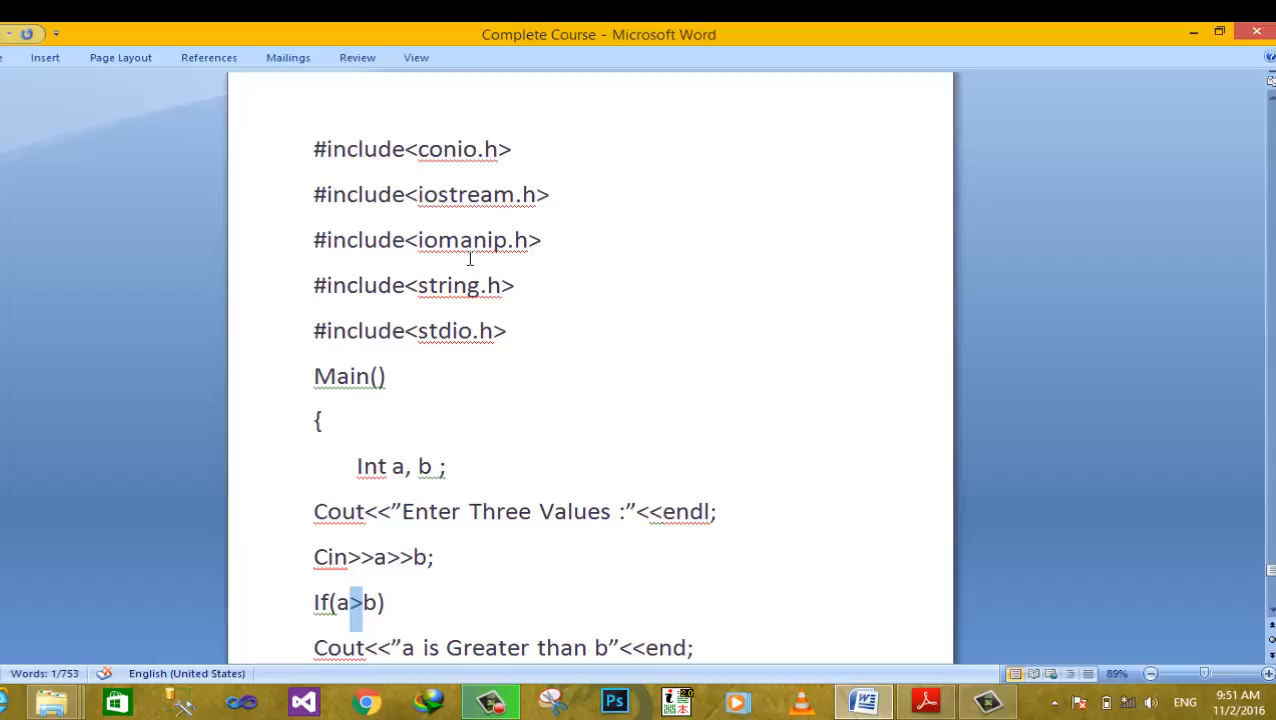 Complete Course - Microsoft Word
Insert Page Layout References Mailings Review View
#include<conio.h>
#include<iostream.h>
#include<iomanip.h>
#include<string.h>
#include<stdio.h>
Main()
{
Int a, b ;
Cout<<”Enter Three Values :”<<endl;
Cin>>a>>b;
If(a>b)
Cout<<”a is Greater than b”<<end;
Words: 1/753 English (United States) 89%
Ps
ENG
9:51 AM
11/2/2016